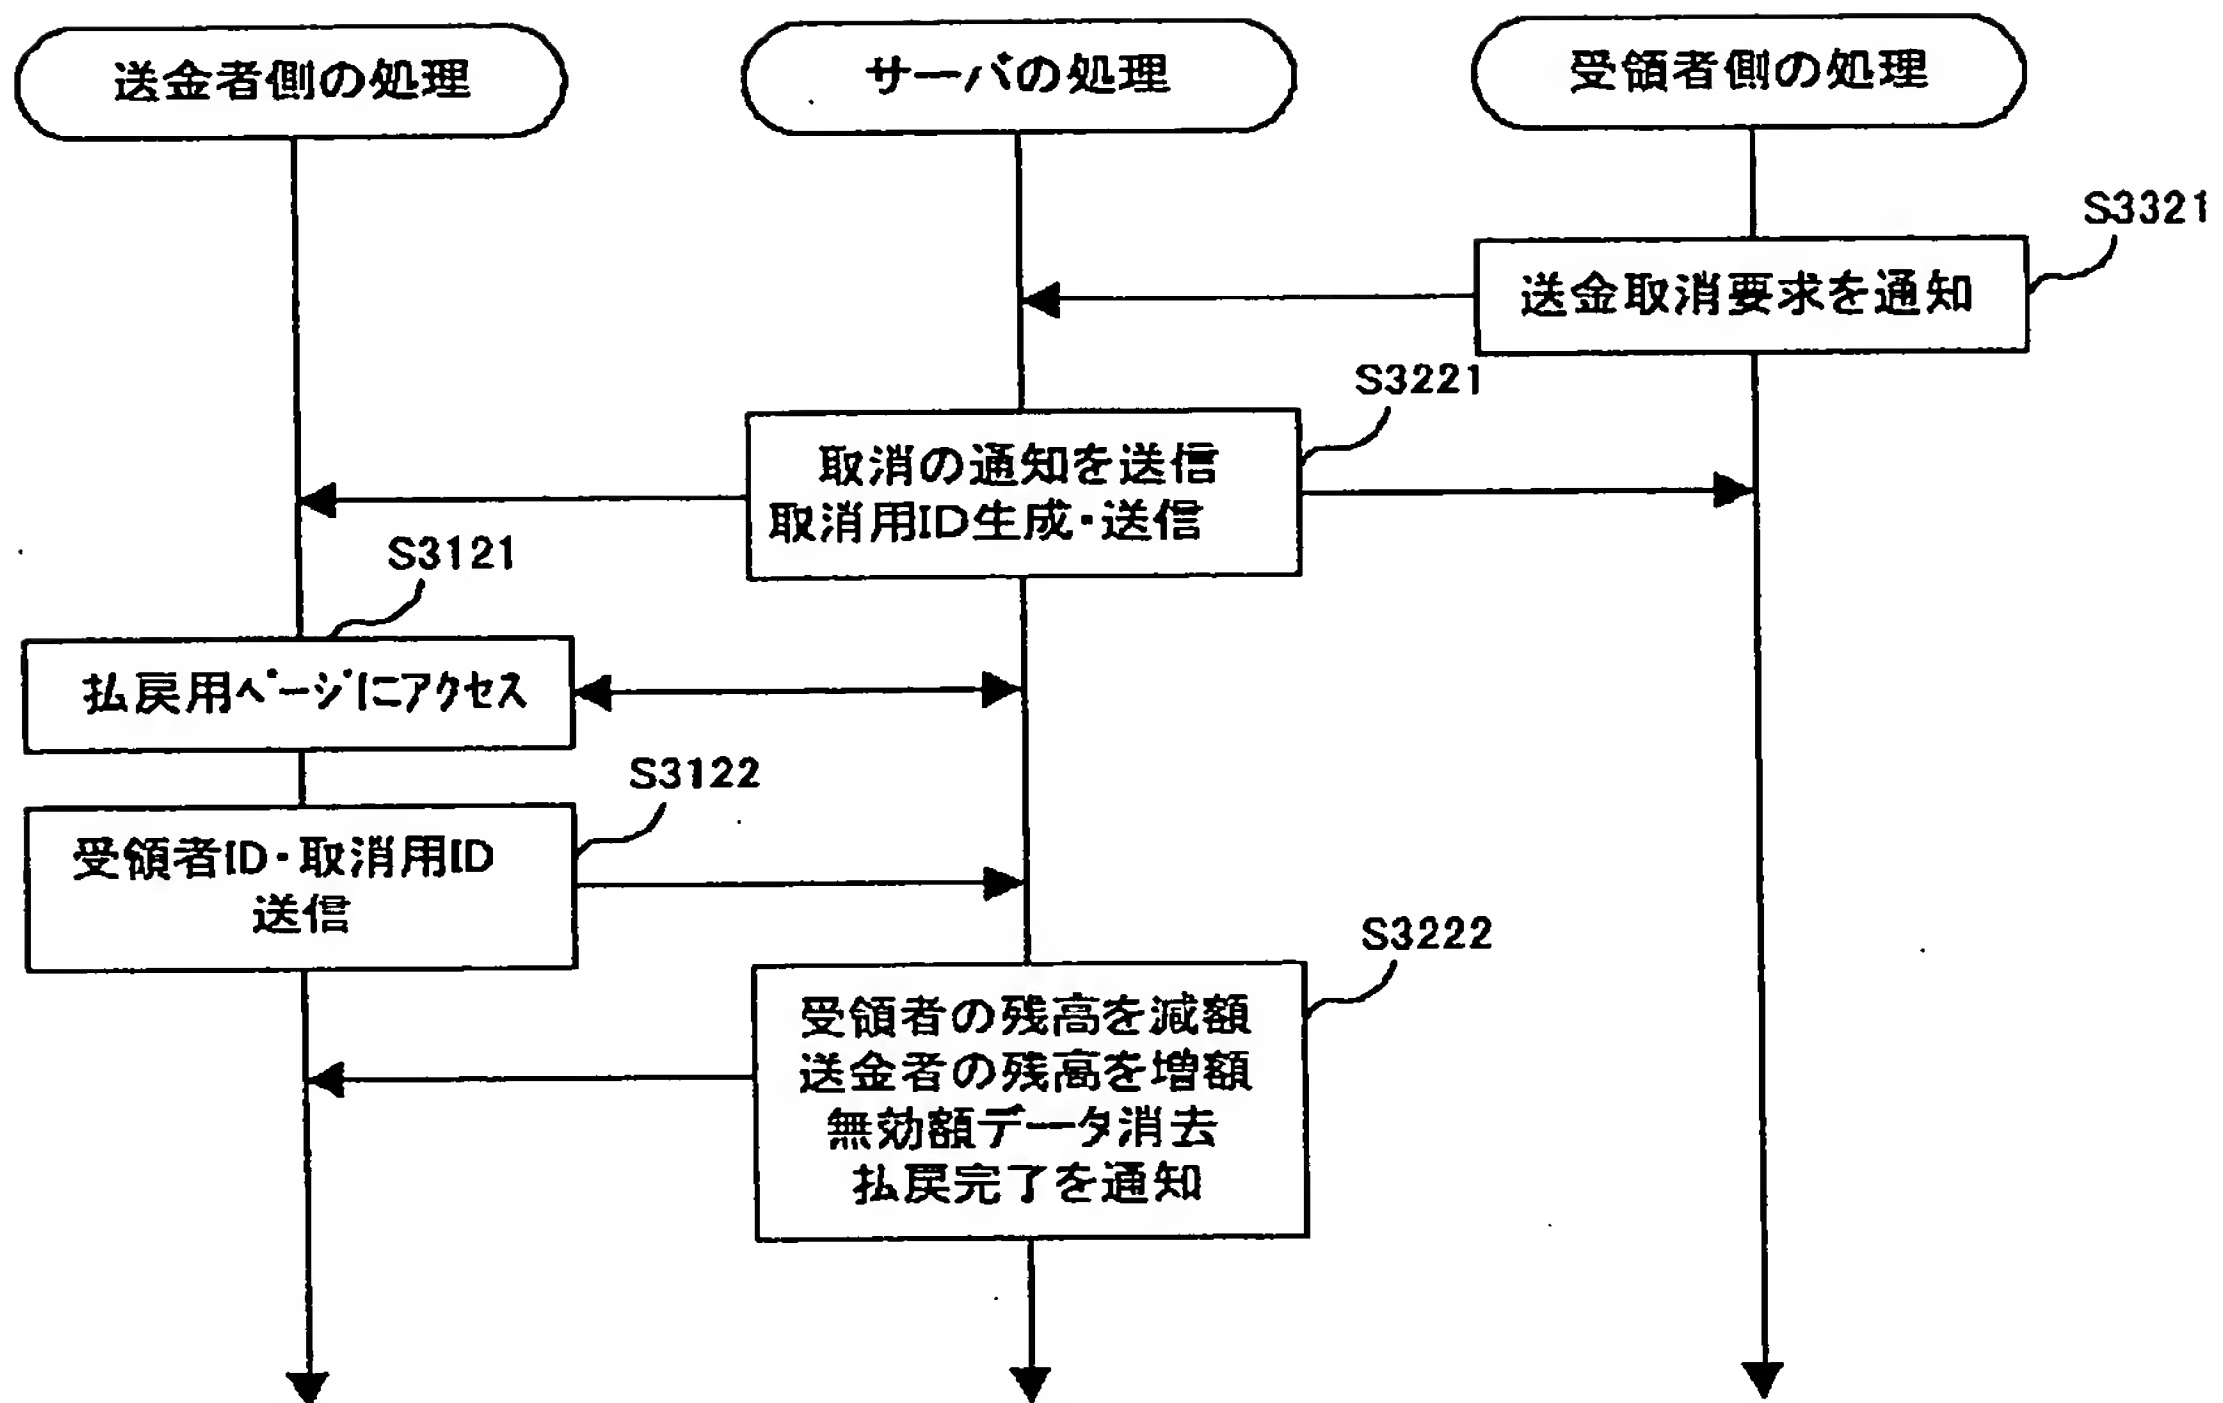 送金者側の処理
サーバの処理
受領者側の処理
S3321
送金取消要求を通知
S3221
取消の通知を送信
取消用ID生成・送信
S3121
払戻用ページにアクセス
S3122
受領者ID・取消用ID
送信
S3222
受領者の残高を減額
送金者の残高を増額
無効額データ消去
払戻完了を通知